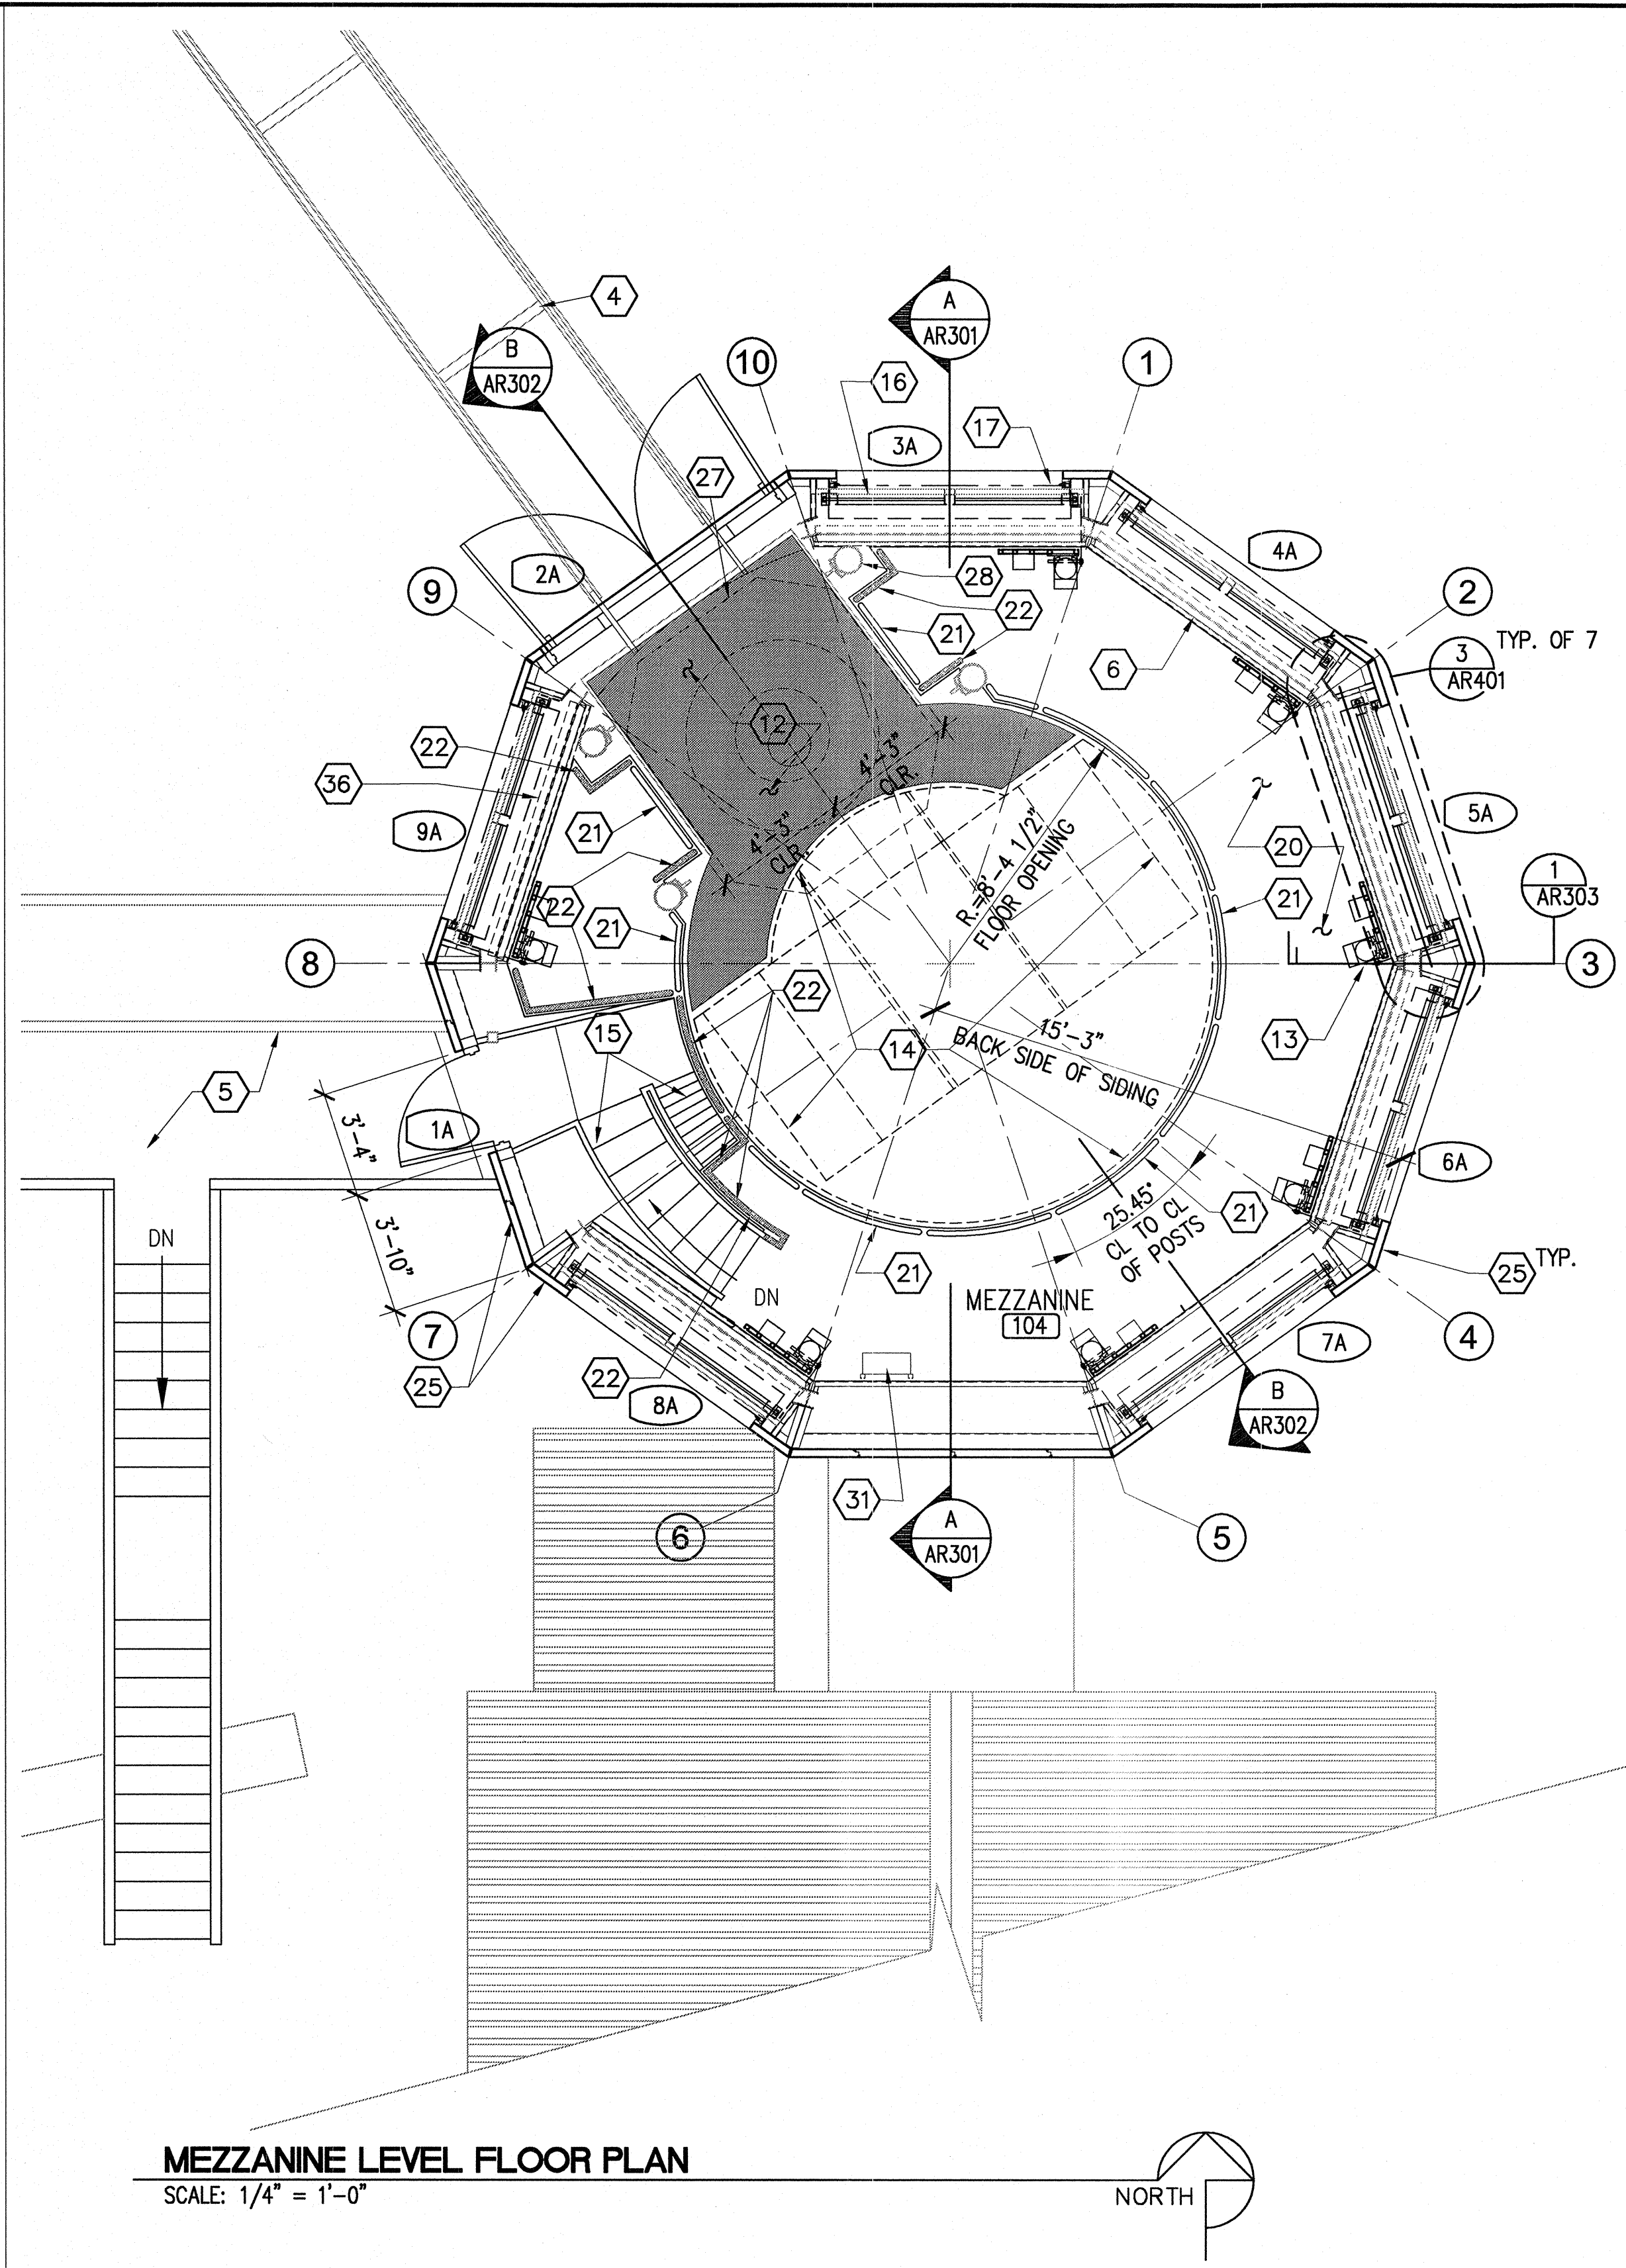 4
A
AR301
B
AR302
10
1
16
17
3A
27
4A
28
2A
9
2
22
3
AR401
TYP. OF 7
21
6
12
22
4'-3"
CLR.
36
5A
9A
21
4'-3"
CLR.
R.=8'-4 1/2"
FLOOR OPENING
20
1
AR303
22
21
21
8
3
22
15
14
15'-3"
BACK SIDE OF SIDING
13
5
3'-4"
1A
6A
25.45°
CL TO CL
OF POSTS
21
DN
3'-10"
21
25
TYP.
DN
MEZZANINE
104
7
4
7A
25
22
8A
B
AR302
31
A
AR301
6
5
MEZZANINE LEVEL FLOOR PLAN
SCALE: 1/4" = 1'-0"
NORTH